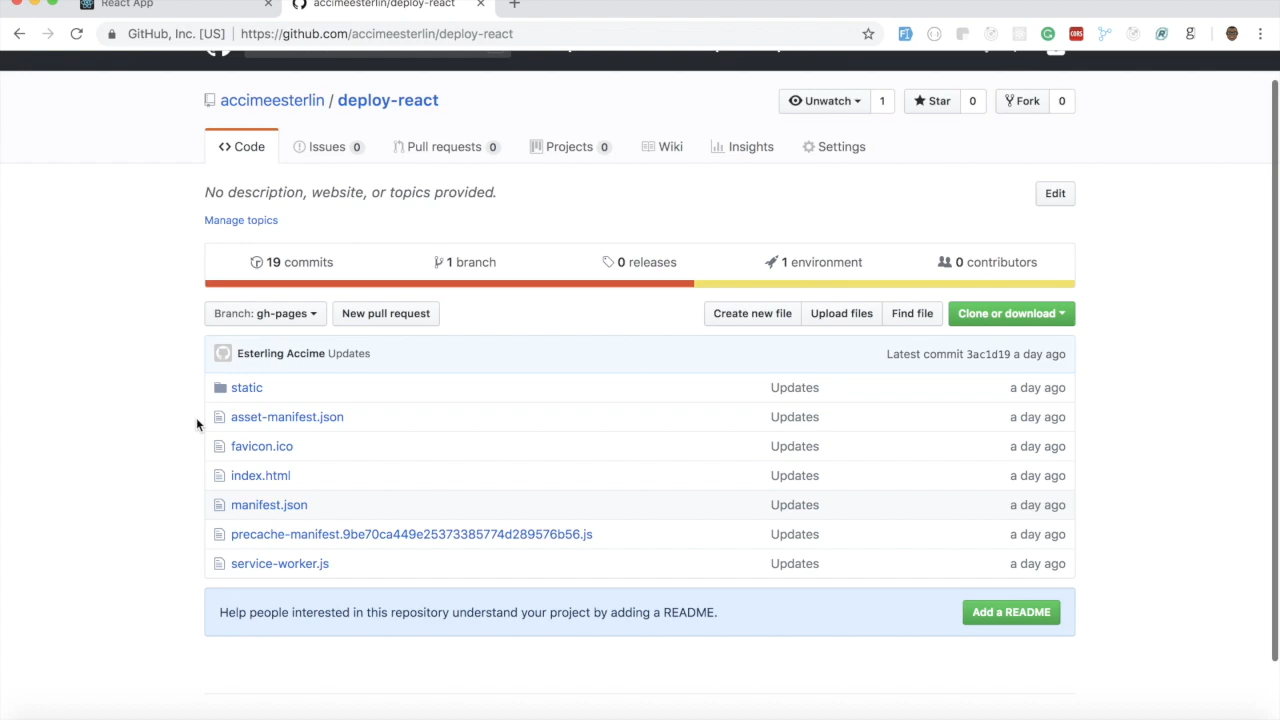 React App
accimeesterlin/deploy-react
GitHub, Inc. [US] | https://github.com/accimeesterlin/deploy-react
accimeesterlin / deploy-react
Unwatch 1 Star 0 Fork 0
Code Issues 0 Pull requests 0 Projects 0 Wiki Insights Settings
No description, website, or topics provided. Edit
Manage topics
19 commits 1 branch 0 releases 1 environment 0 contributors
Branch: gh-pages New pull request Create new file Upload files Find file Clone or download
Esterling Accime Updates Latest commit 3ac1d19 a day ago
static Updates a day ago
asset-manifest.json Updates a day ago
favicon.ico Updates a day ago
index.html Updates a day ago
manifest.json Updates a day ago
precache-manifest.9be70ca449e25373385774d289576b56.js Updates a day ago
service-worker.js Updates a day ago
Help people interested in this repository understand your project by adding a README. Add a README